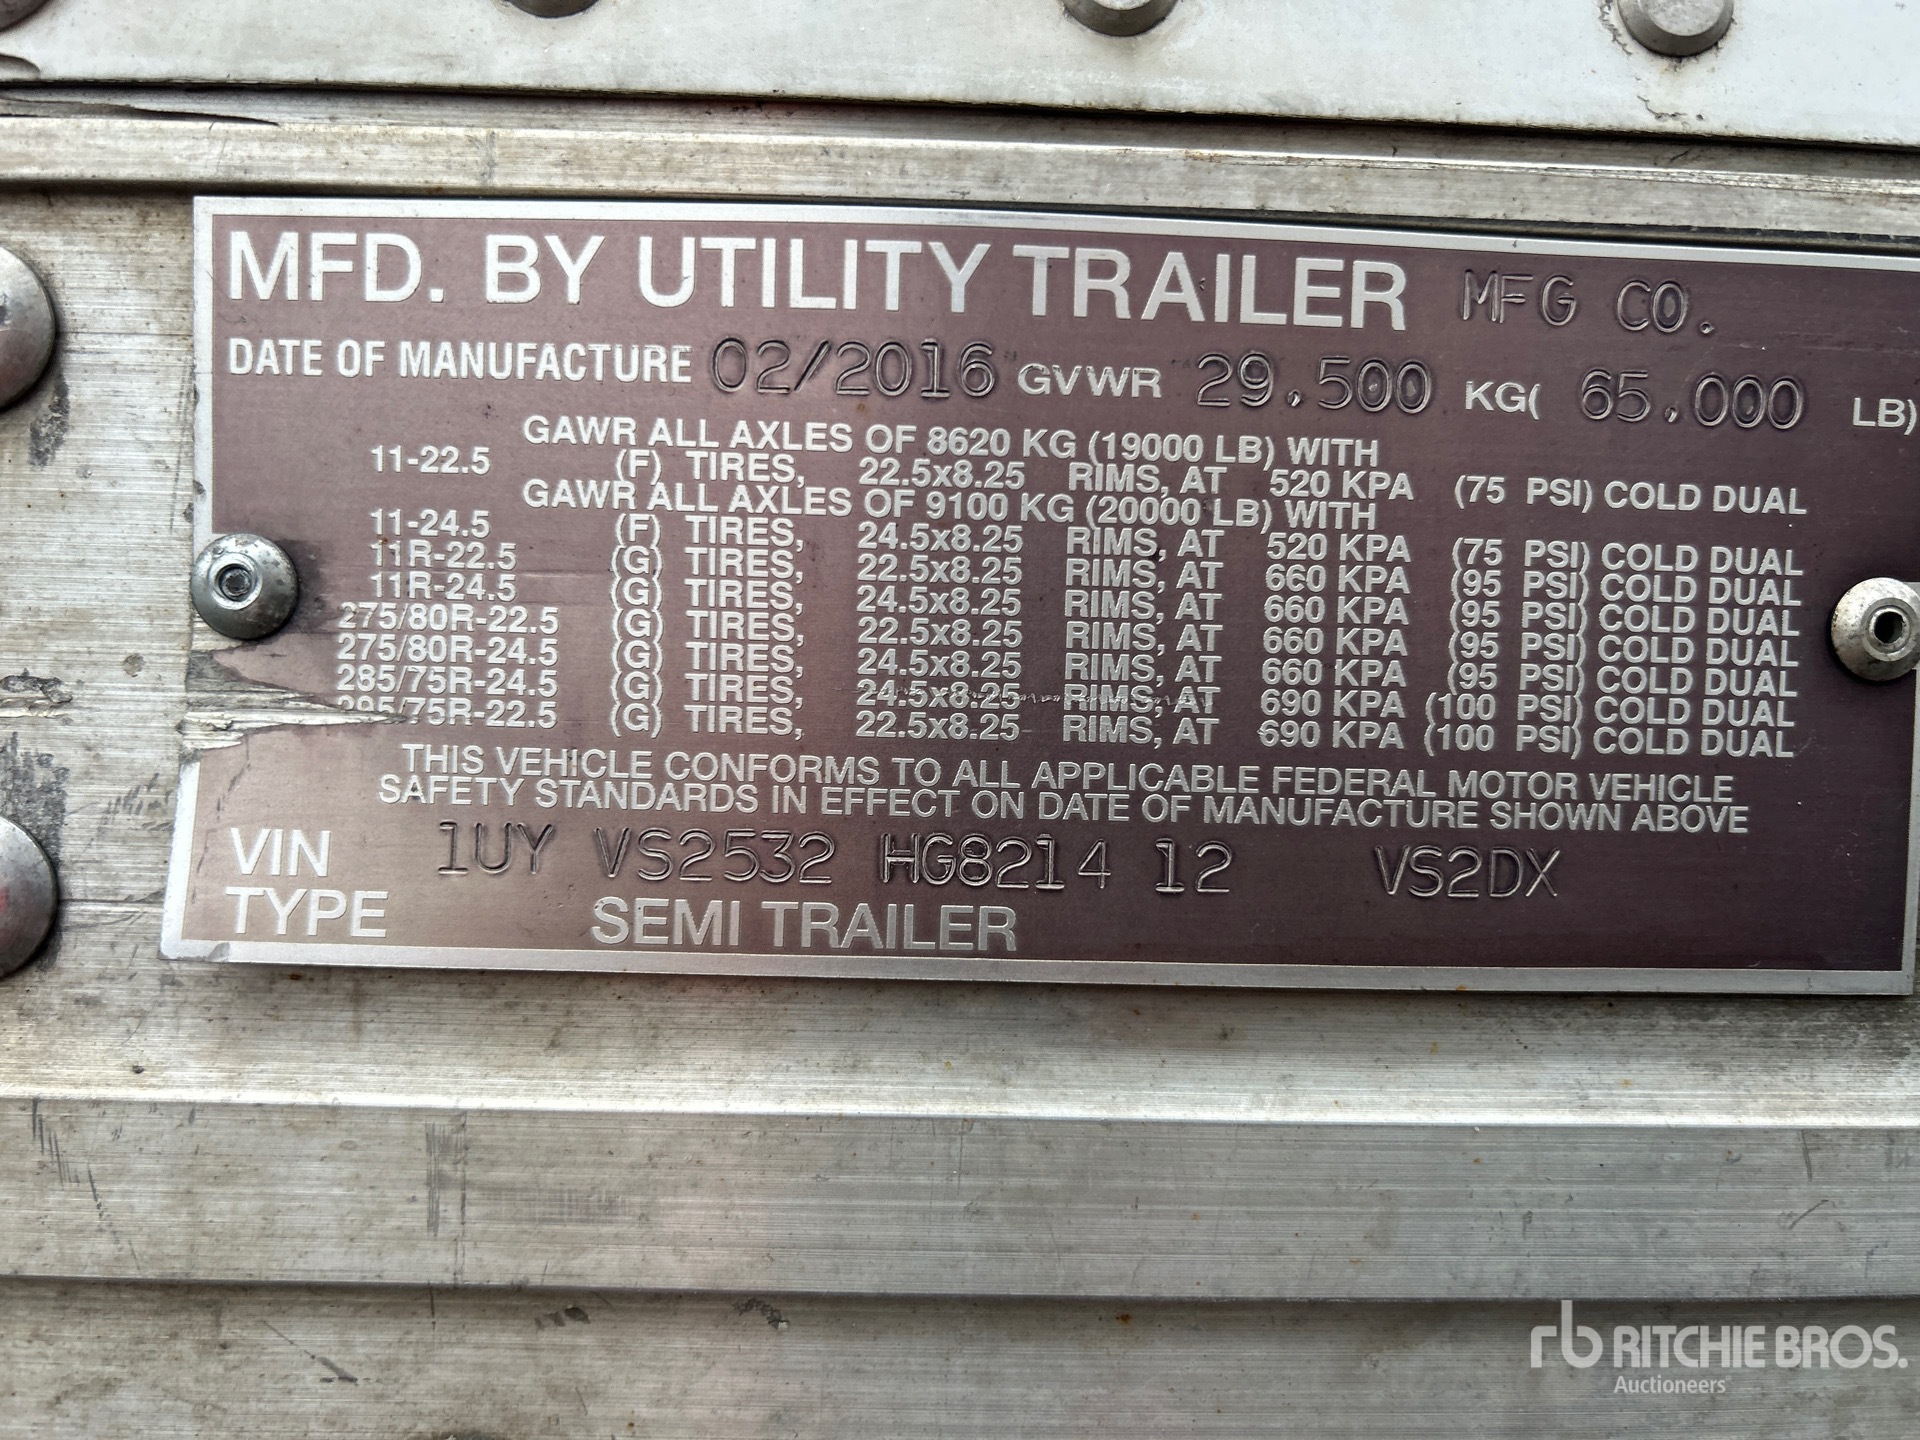 MFD. BY UTILITY TRAILER MFG CO.
DATE OF MANUFACTURE 02/2016 GVWR 29.500 KG( 65.000 LB)
GAWR ALL AXLES OF 8620 KG (19000 LB) WITH
11-22.5 (F) TIRES, 22.5x8.25 RIMS, AT 520 KPA (75 PSI) COLD DUAL
GAWR ALL AXLES OF 9100 KG (20000 LB) WITH
11-24.5 (F) TIRES, 24.5x8.25 RIMS, AT 520 KPA (75 PSI) COLD DUAL
11R-22.5 (G) TIRES, 22.5x8.25 RIMS, AT 660 KPA (95 PSI) COLD DUAL
11R-24.5 (G) TIRES, 24.5x8.25 RIMS, AT 660 KPA (95 PSI) COLD DUAL
275/80R-22.5 (G) TIRES, 22.5x8.25 RIMS, AT 660 KPA (95 PSI) COLD DUAL
275/80R-24.5 (G) TIRES, 24.5x8.25 RIMS, AT 660 KPA (95 PSI) COLD DUAL
285/75R-24.5 (G) TIRES, 24.5x8.25 RIMS, AT 690 KPA (100 PSI) COLD DUAL
295/75R-22.5 (G) TIRES, 22.5x8.25 RIMS, AT 690 KPA (100 PSI) COLD DUAL
THIS VEHICLE CONFORMS TO ALL APPLICABLE FEDERAL MOTOR VEHICLE
SAFETY STANDARDS IN EFFECT ON DATE OF MANUFACTURE SHOWN ABOVE
VIN 1UY VS2532 HG8214 12 VS2DX
TYPE SEMI TRAILER
rb RITCHIE BROS.
Auctioneers